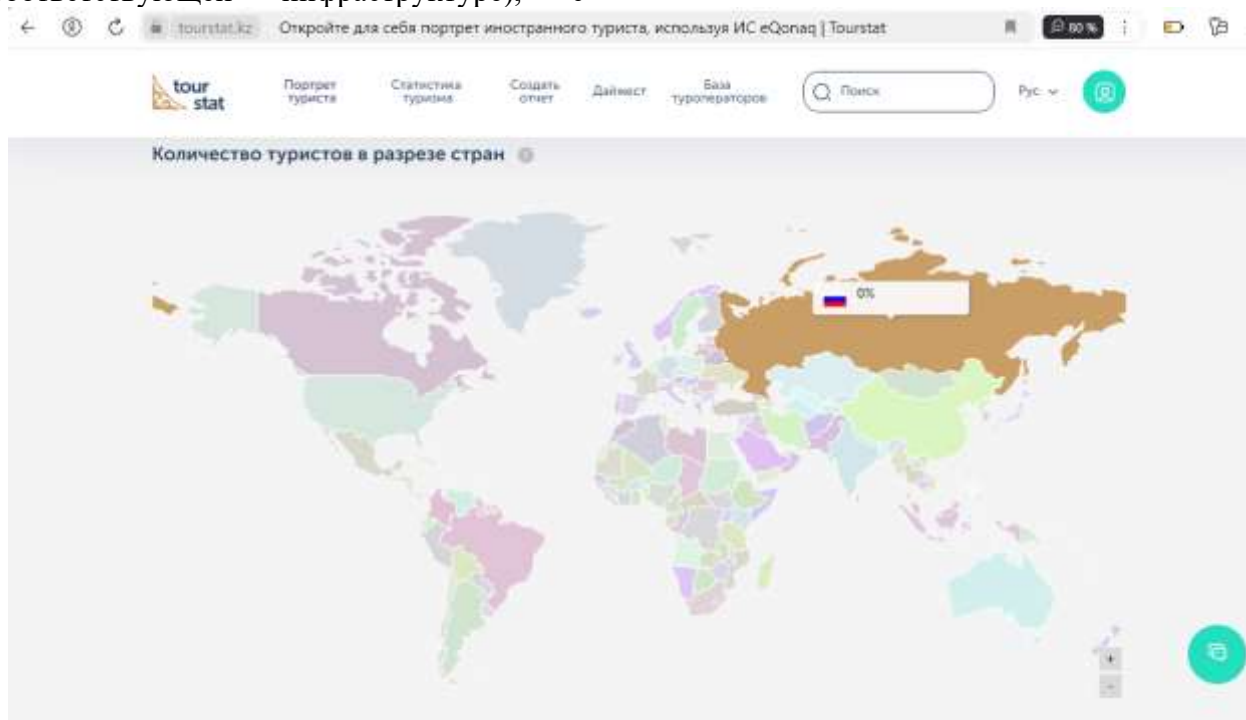 инфраструктуре),
tourstat.kz Откройте для себя портрет иностранного туриста, используя ИС eQonaq | Tourstat 80 %
tour stat
Портрет туриста
Статистика туризма
Создать отчет
Дайжест
База туроператоров
Поиск
Рус
Количество туристов в разрезе стран
0%
+
-